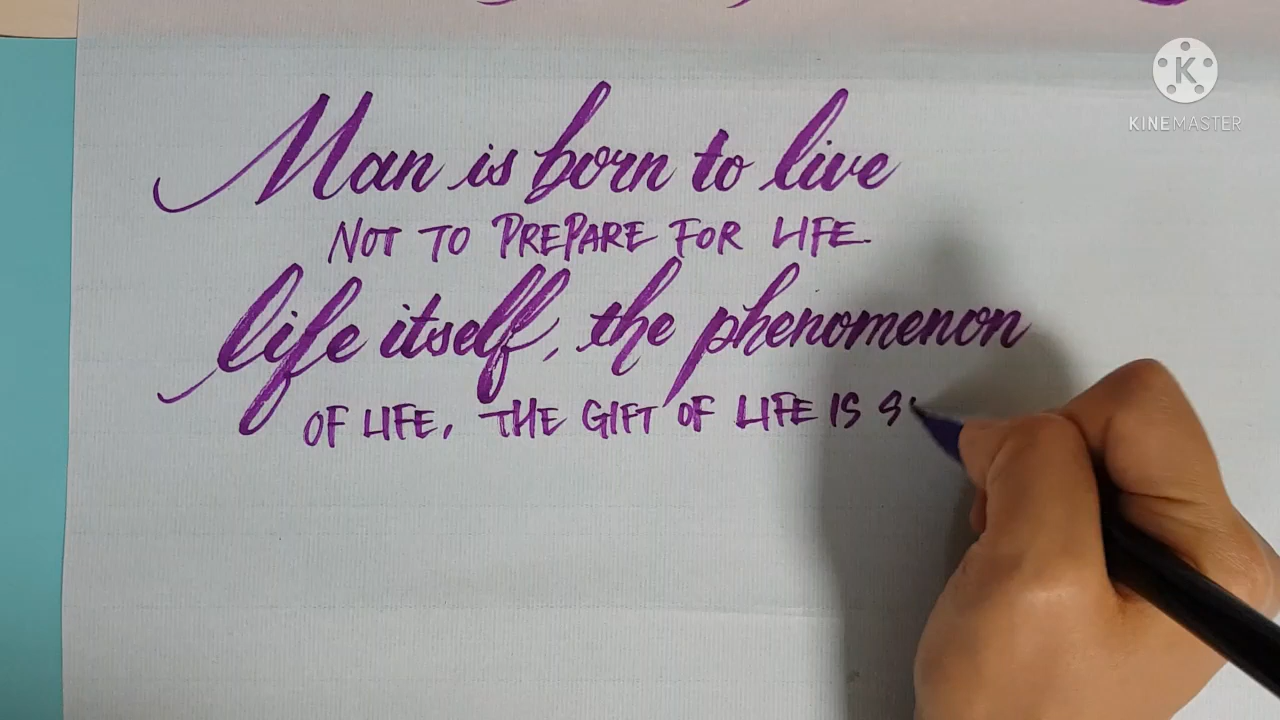 KINEMASTER
Man is born to live
NOT TO PREPARE FOR LIFE.
life itself, the phenomenon
OF LIFE, THE GIFT OF LIFE IS